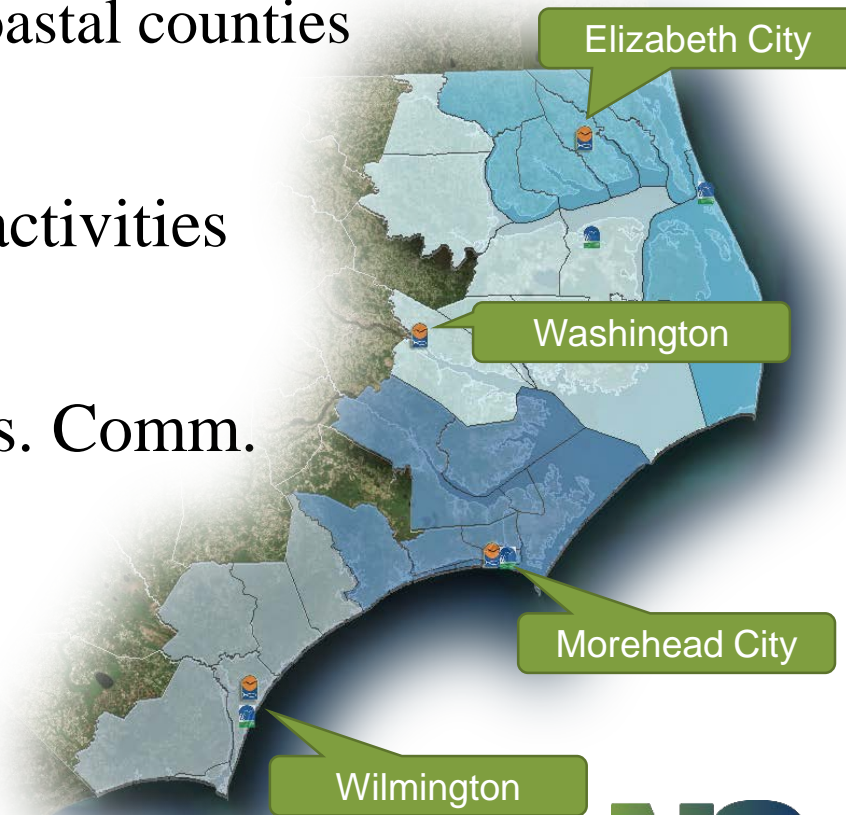 oastal counties
Elizabeth City
activities
Washington
s. Comm.
Morehead City
Wilmington